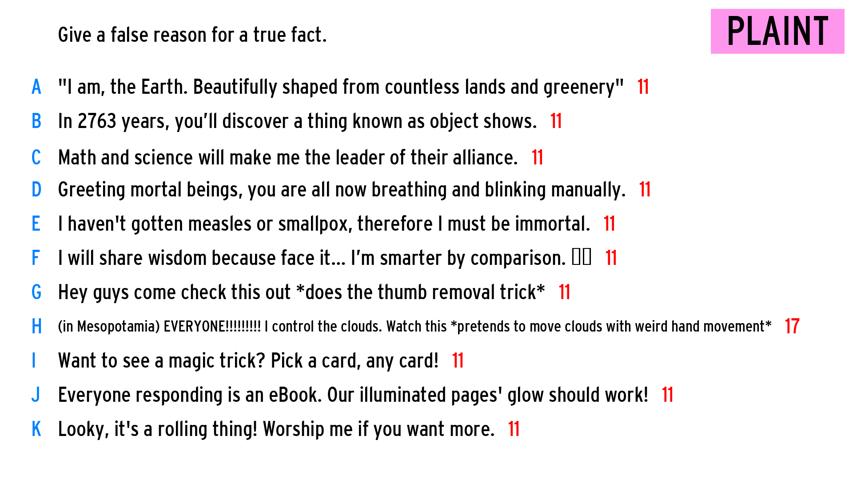 Give a false reason for a true fact.
PLAINT
A "I am, the Earth. Beautifully shaped from countless lands and greenery" 11
B In 2763 years, you'll discover a thing known as object shows. 11
C Math and science will make me the leader of their alliance. 11
D Greeting mortal beings, you are all now breathing and blinking manually. 11
E I haven't gotten measles or smallpox, therefore I must be immortal. 11
F I will share wisdom because face it... I'm smarter by comparison. 11
G Hey guys come check this out *does the thumb removal trick* 11
H (in Mesopotamia) EVERYONE!!!!!!!!! I control the clouds. Watch this *pretends to move clouds with weird hand movement* 17
I Want to see a magic trick? Pick a card, any card! 11
J Everyone responding is an eBook. Our illuminated pages' glow should work! 11
K Looky, it's a rolling thing! Worship me if you want more. 11